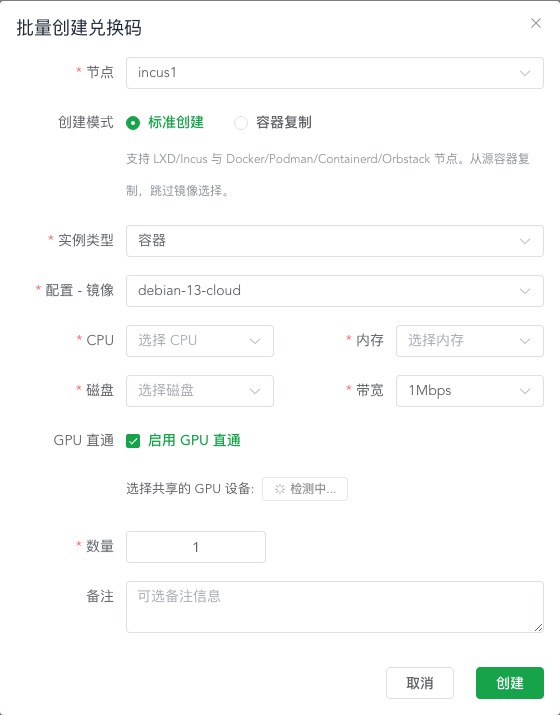 批量创建兑换码
* 节点 incus1
创建模式 标准创建 容器复制
支持 LXD/Incus 与 Docker/Podman/Containerd/Orbstack 节点。从源容器复
制，跳过镜像选择。
* 实例类型 容器
* 配置 - 镜像 debian-13-cloud
* CPU 选择 CPU * 内存 选择内存
* 磁盘 选择磁盘 * 带宽 1Mbps
GPU 直通 启用 GPU 直通
选择共享的 GPU 设备: 检测中...
* 数量 1
备注 可选备注信息
取消 创建